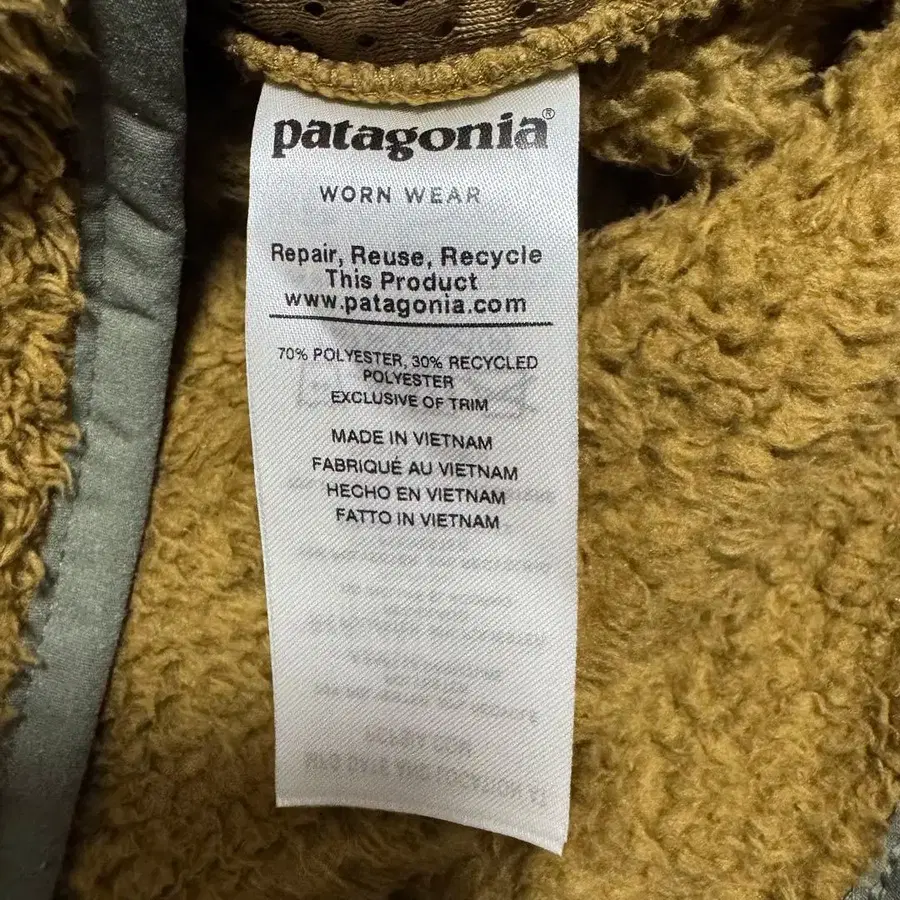 patagonia®
WORN WEAR
Repair, Reuse, Recycle
This Product
www.patagonia.com
70% POLYESTER, 30% RECYCLED
POLYESTER
EXCLUSIVE OF TRIM
MADE IN VIETNAM
FABRIQUÉ AU VIETNAM
HECHO EN VIETNAM
FATTO IN VIETNAM